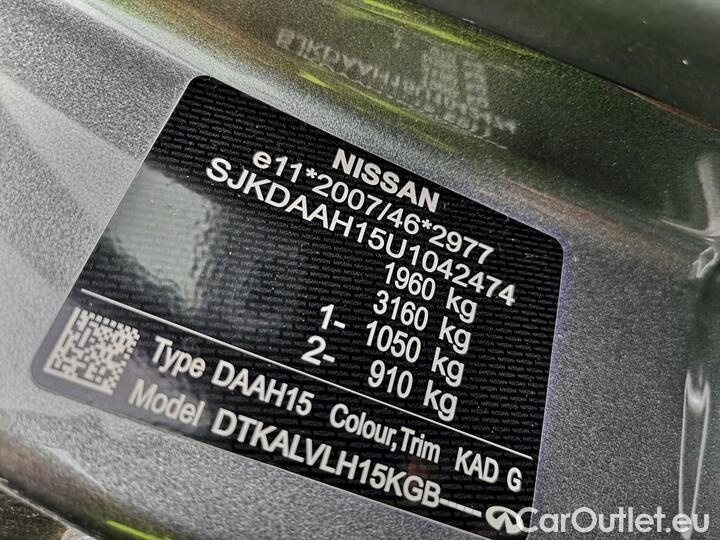 NISSAN
e11*2007/46*2977
SJKDAAH15U1042474
1960 kg
3160 kg
1- 1050 kg
2- 910 kg
Type DAAH15 Colour,Trim KAD G
Model DTKALVLH15KGB-----
CarOutlet.eu